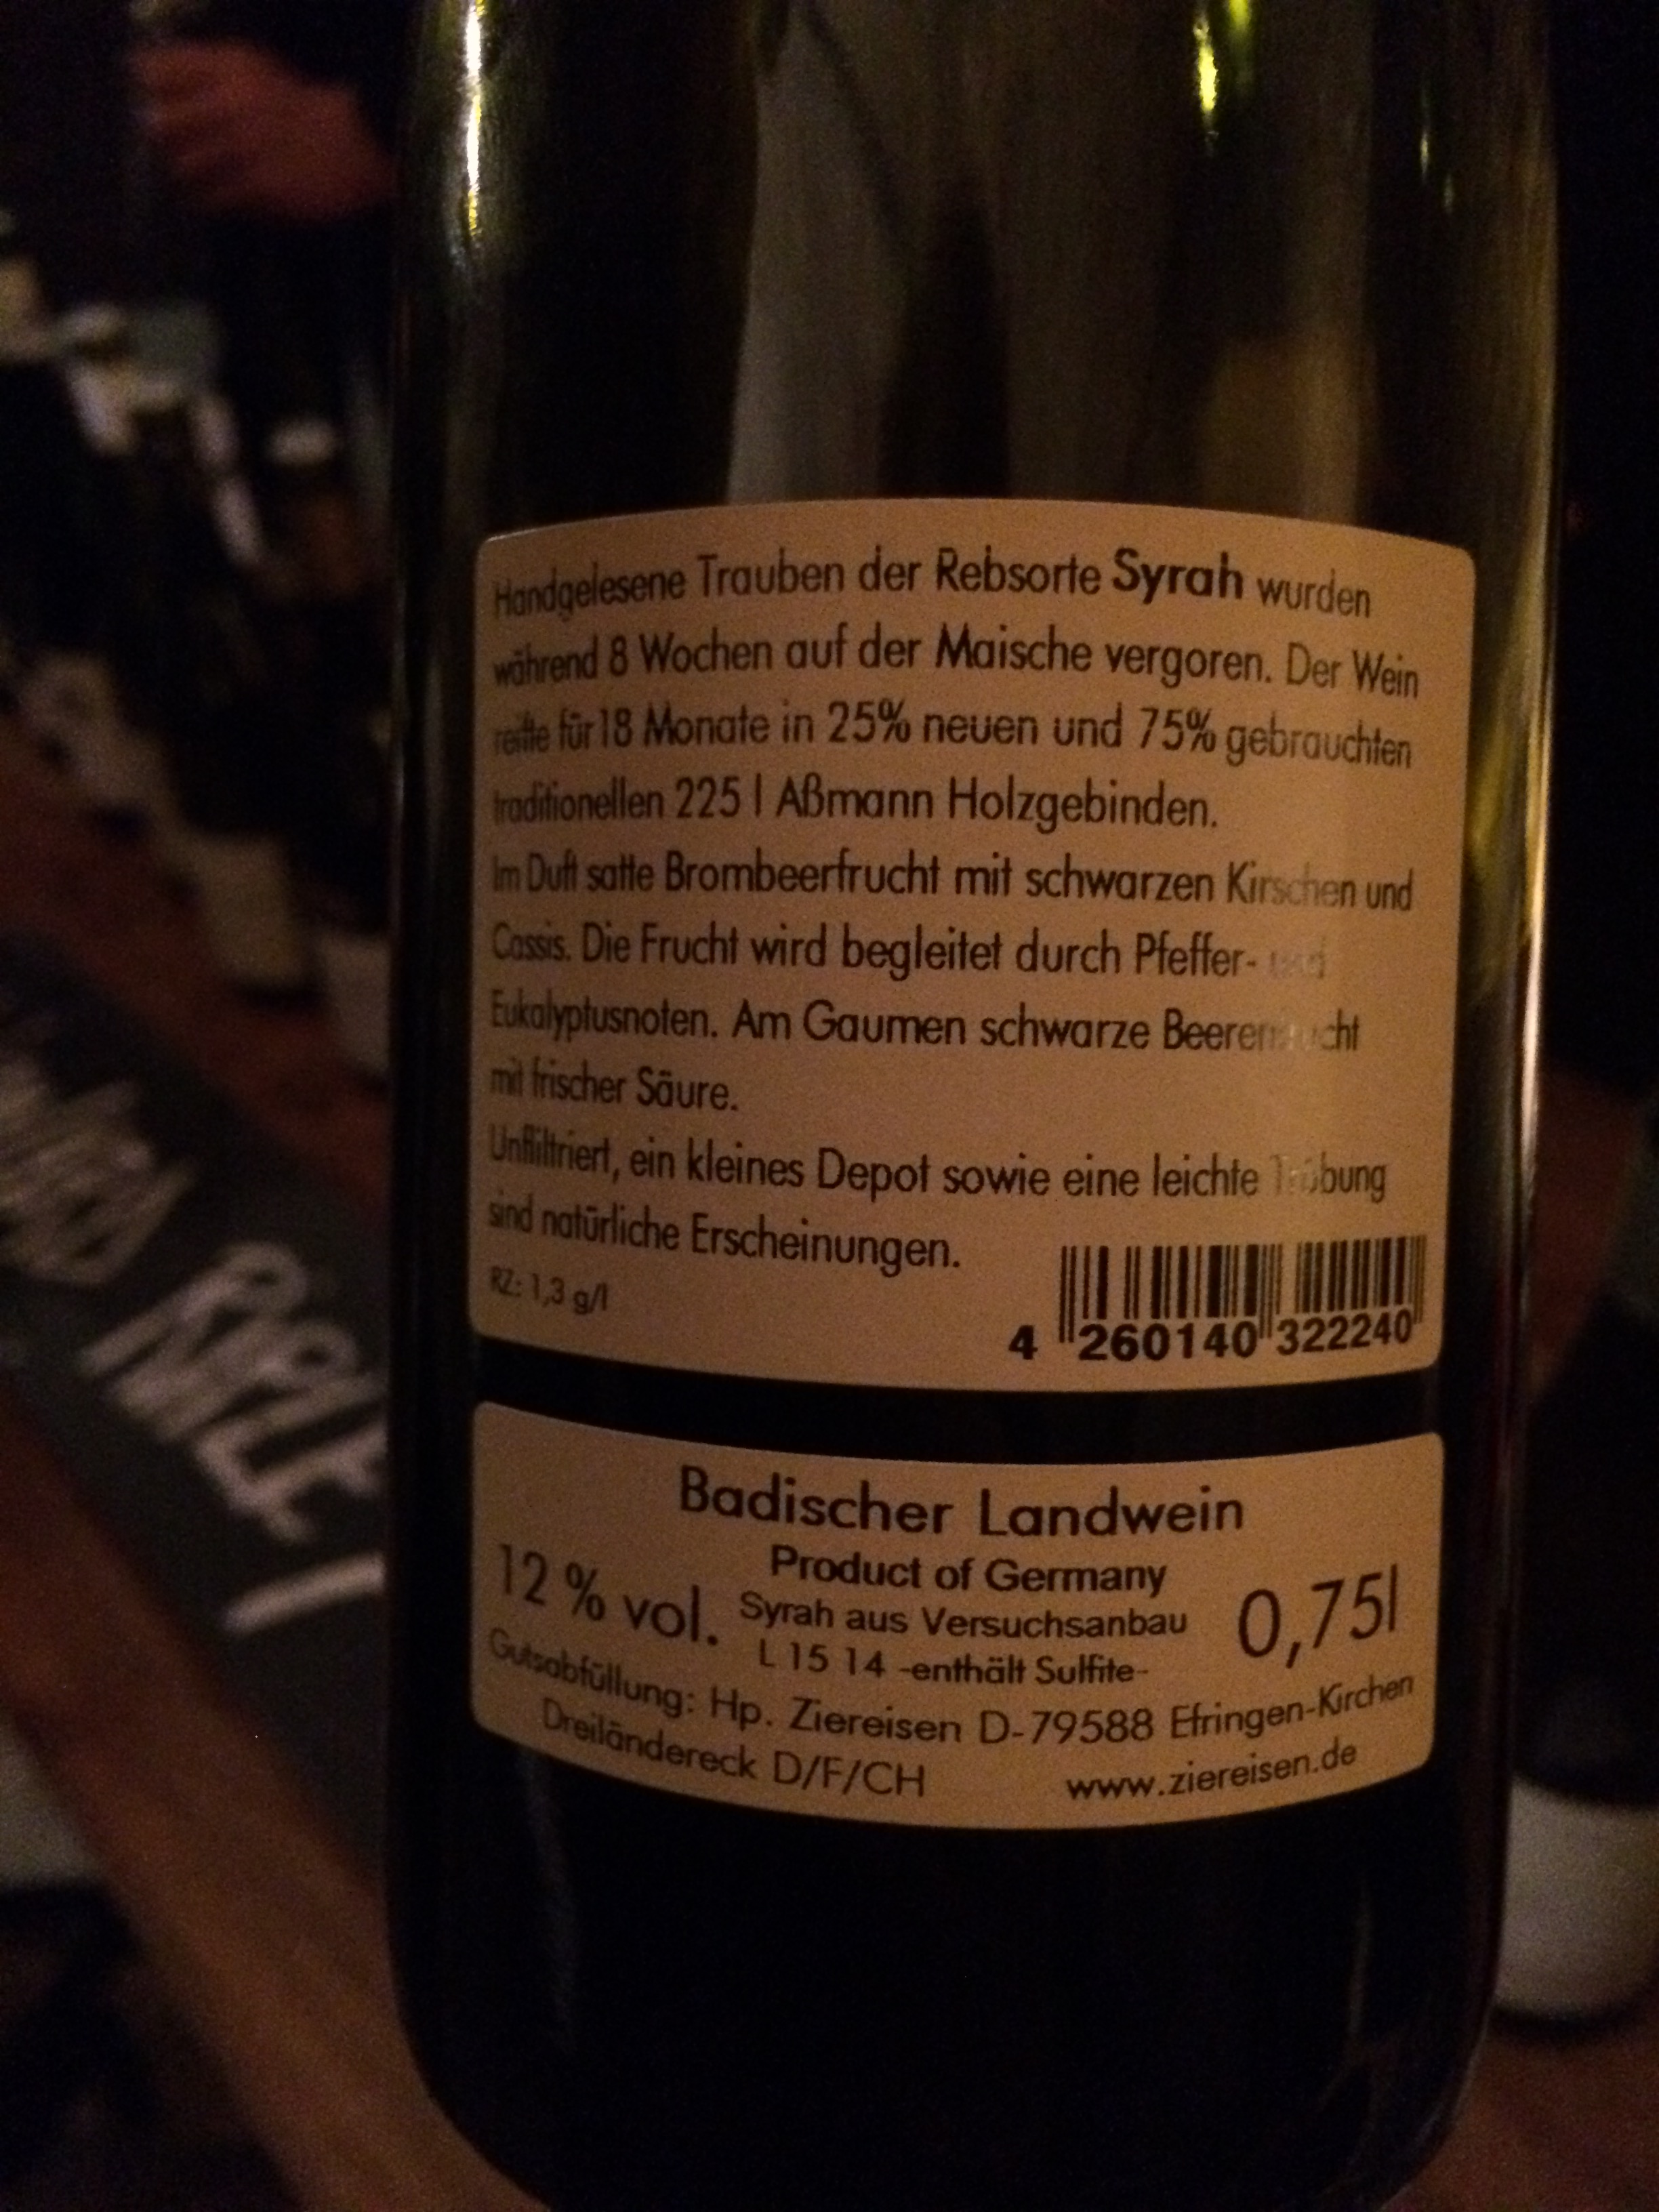 Handgelesene Trauben der Rebsorte Syrah wurden
während 8 Wochen auf der Maische vergoren. Der Wein
reifte für 18 Monate in 25% neuen und 75% gebrauchten
traditionellen 225 l Aßmann Holzgebinden.
Im Duft satte Brombeerfrucht mit schwarzen Kirschen und
Cassis. Die Frucht wird begleitet durch Pfeffer- und
Eukalyptusnoten. Am Gaumen schwarze Beerenfrucht
mit frischer Säure.
Unfliltriert, ein kleines Depot sowie eine leichte Trübung
sind natürliche Erscheinungen.
RZ: 1,3 g/l
4 260140 322240
Badischer Landwein
Product of Germany
12 % vol. Syrah aus Versuchsanbau 0,75l
L 15 14 -enthält Sulfite-
Gutsabfüllung: Hp. Ziereisen D-79588 Efringen-Kirchen
Dreiländereck D/F/CH www.ziereisen.de